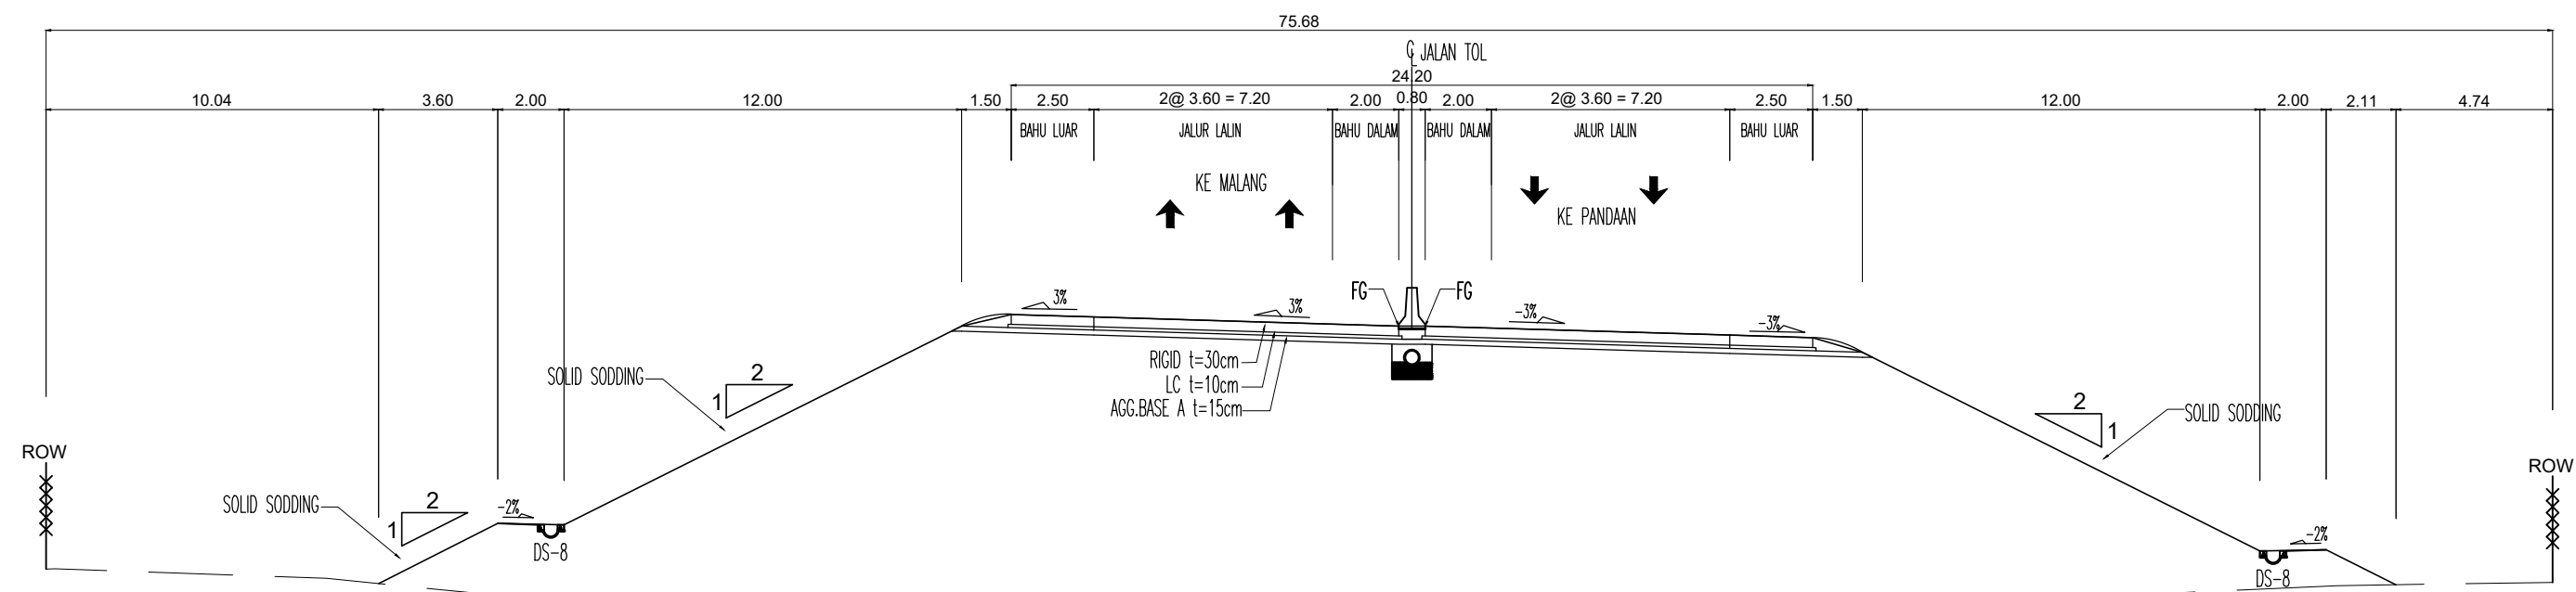 75.68
℄ JALAN TOL
24.20
10.04 3.60 2.00 12.00 1.50 2.50 2@ 3.60 = 7.20 2.00 0.80 2.00 2@ 3.60 = 7.20 2.50 1.50 12.00 2.00 2.11 4.74
BAHU LUAR JALUR LALIN BAHU DALAM BAHU DALAM JALUR LALIN BAHU LUAR
KE MALANG
KE PANDAAN
FG FG
3% 3% -3% -3%
RIGID t=30cm
LC t=10cm
AGG.BASE A t=15cm
SOLID SODDING
2
1
2
1
SOLID SODDING
ROW
ROW
SOLID SODDING
2
1
-2%
DS-8
-2%
DS-8